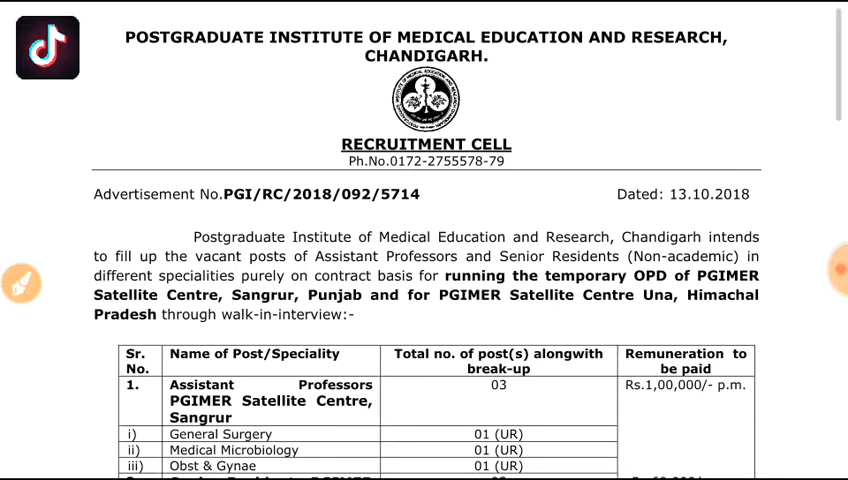 POSTGRADUATE INSTITUTE OF MEDICAL EDUCATION AND RESEARCH,
CHANDIGARH.
RECRUITMENT CELL
Ph.No.0172-2755578-79
Advertisement No.PGI/RC/2018/092/5714 Dated: 13.10.2018
Postgraduate Institute of Medical Education and Research, Chandigarh intends
to fill up the vacant posts of Assistant Professors and Senior Residents (Non-academic) in
different specialities purely on contract basis for running the temporary OPD of PGIMER
Satellite Centre, Sangrur, Punjab and for PGIMER Satellite Centre Una, Himachal
Pradesh through walk-in-interview:-
Sr. Name of Post/Speciality Total no. of post(s) alongwith Remuneration to
No. break-up be paid
1. Assistant Professors 03 Rs.1,00,000/- p.m.
PGIMER Satellite Centre,
Sangrur
i) General Surgery 01 (UR)
ii) Medical Microbiology 01 (UR)
iii) Obst & Gynae 01 (UR)